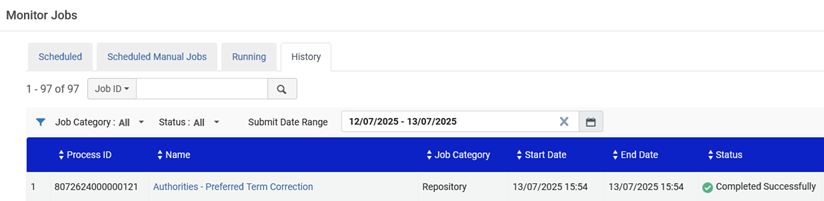 Monitor Jobs
Scheduled Scheduled Manual Jobs Running History
1 - 97 of 97 Job ID
Job Category : All Status : All Submit Date Range 12/07/2025 - 13/07/2025
Process ID Name Job Category Start Date End Date Status
1 8072624000000121 Authorities - Preferred Term Correction Repository 13/07/2025 15:54 13/07/2025 15:54 Completed Successfully